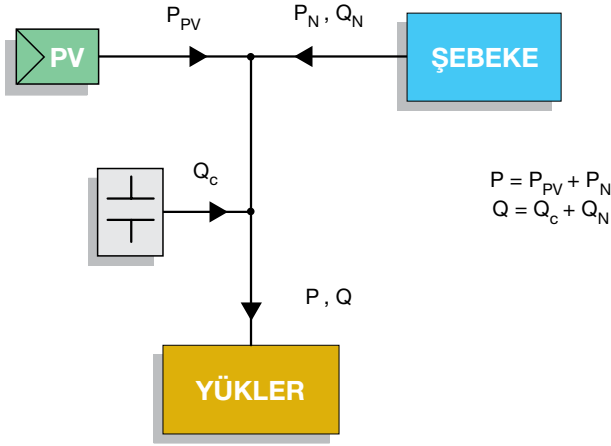 P_PV
P_N , Q_N
PV
ŞEBEKE
Q_c
P = P_PV + P_N
Q = Q_c + Q_N
P , Q
YÜKLER